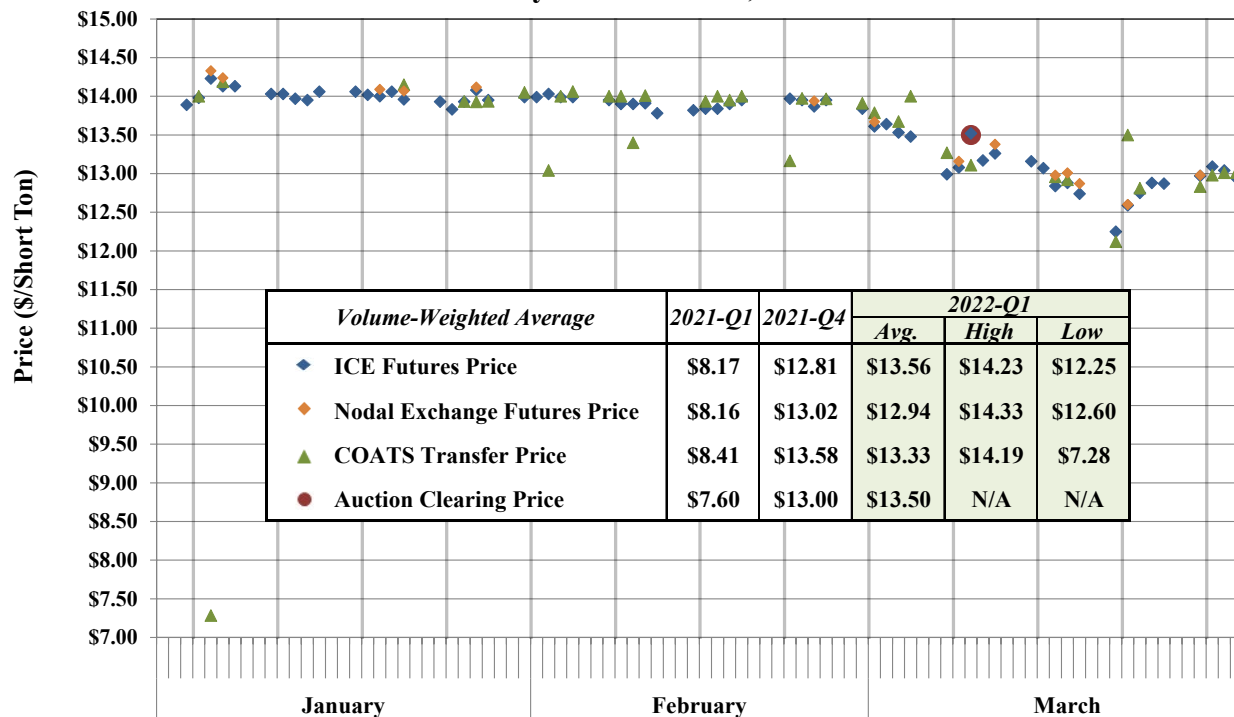 $15.00
$14.50
$14.00
$13.50
$13.00
$12.50
$12.00
$11.50
$11.00
$10.50
$10.00
$9.50
$9.00
$8.50
$8.00
$7.50
$7.00
Price ($/Short Ton)
Volume-Weighted Average 2021-Q1 2021-Q4 2022-Q1
Avg. High Low
ICE Futures Price $8.17 $12.81 $13.56 $14.23 $12.25
Nodal Exchange Futures Price $8.16 $13.02 $12.94 $14.33 $12.60
COATS Transfer Price $8.41 $13.58 $13.33 $14.19 $7.28
Auction Clearing Price $7.60 $13.00 $13.50 N/A N/A
January February March